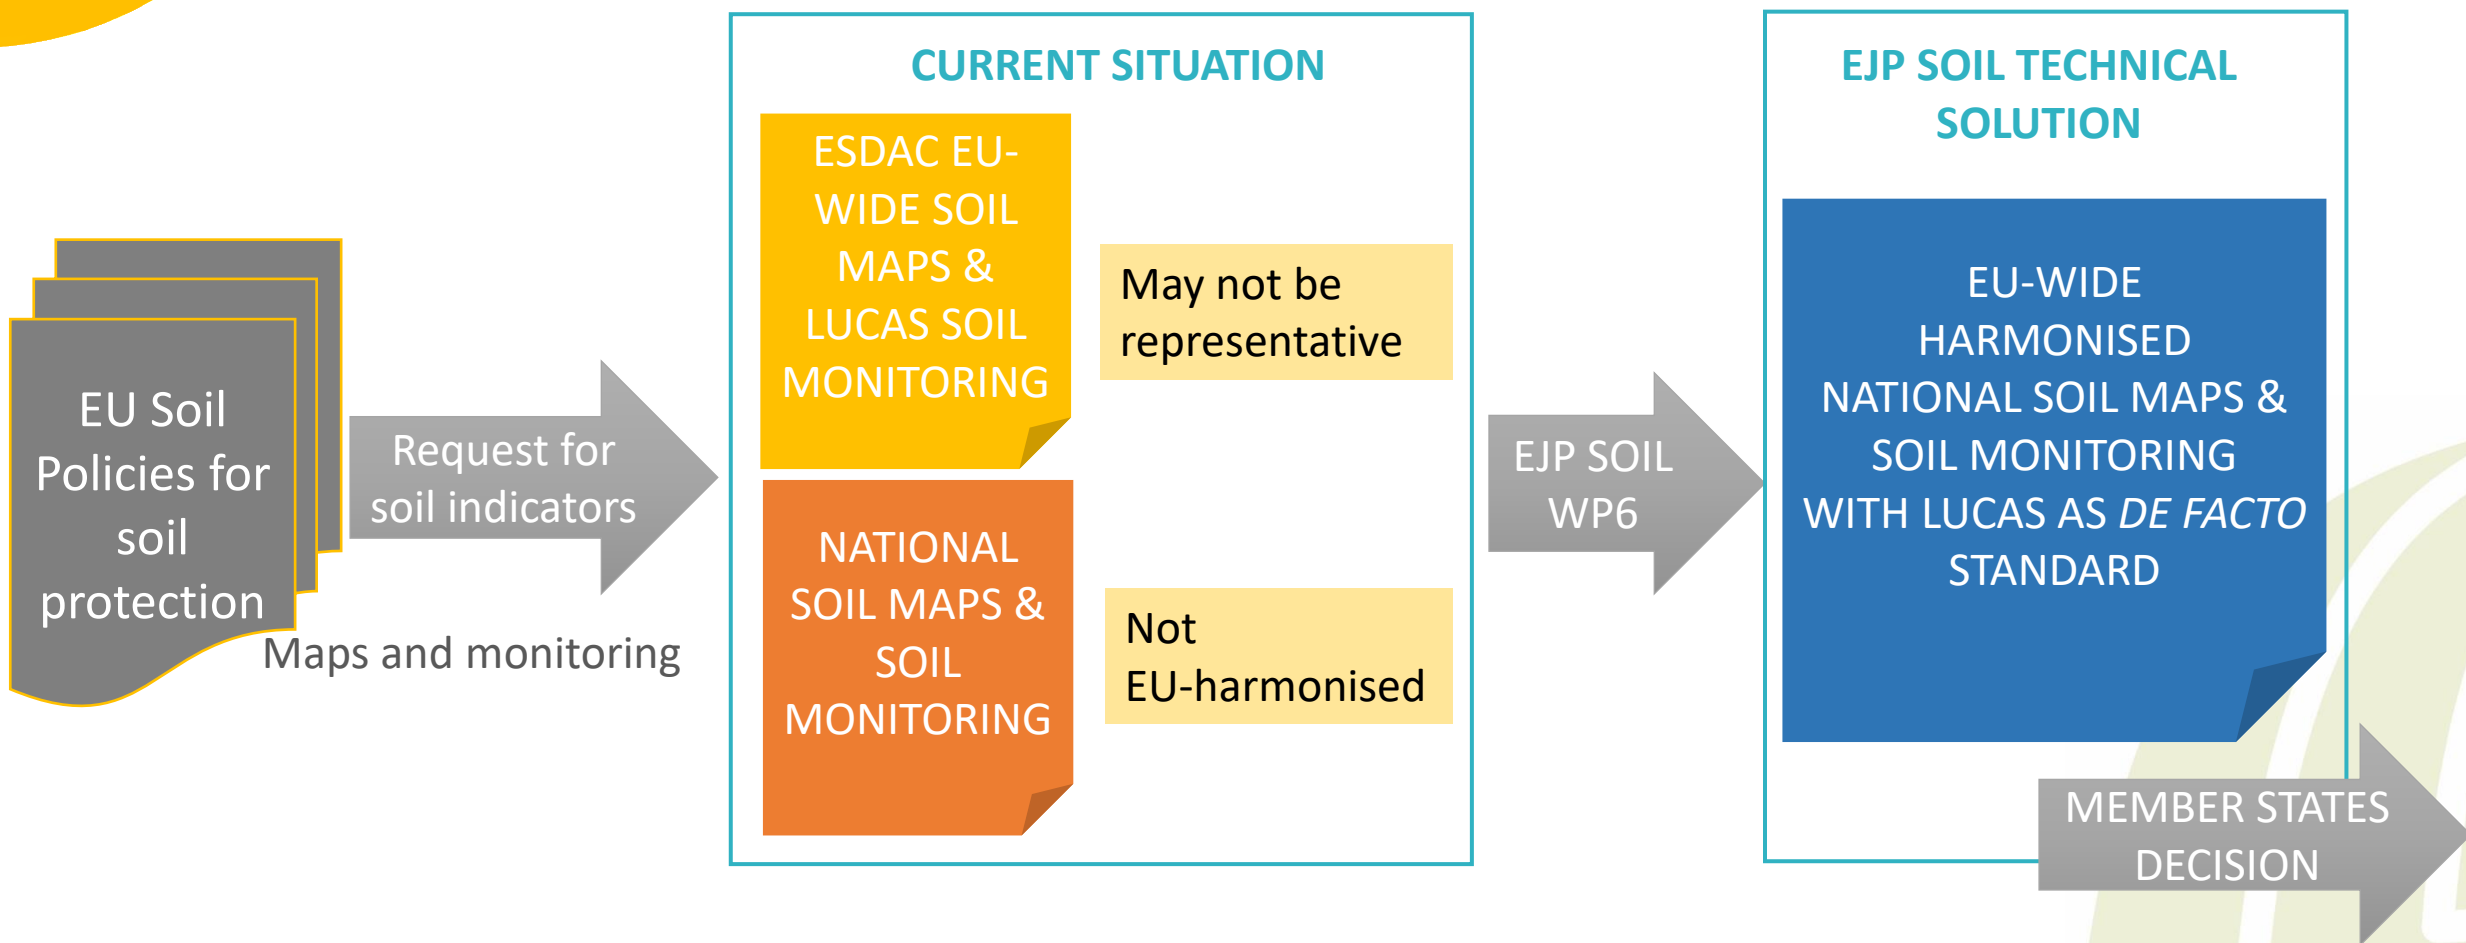 EU Soil
Policies for
soil
protection
Request for
soil indicators
Maps and monitoring
CURRENT SITUATION
ESDAC EU-
WIDE SOIL
MAPS &
LUCAS SOIL
MONITORING
May not be
representative
NATIONAL
SOIL MAPS &
SOIL
MONITORING
Not
EU-harmonised
EJP SOIL
WP6
EJP SOIL TECHNICAL
SOLUTION
EU-WIDE
HARMONISED
NATIONAL SOIL MAPS &
SOIL MONITORING
WITH LUCAS AS DE FACTO
STANDARD
MEMBER STATES
DECISION